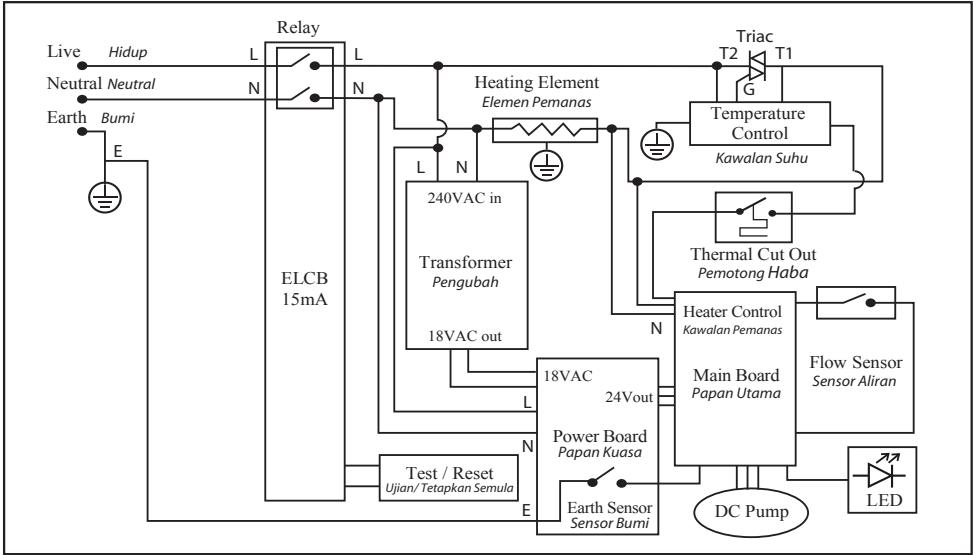 Relay
Live Hidup
L
L
Neutral Neutral
N
N
Earth Bumi
E
ELCB
15mA
Heating Element
Elemen Pemanas
Triac
T2
T1
G
Temperature
Control
Kawalan Suhu
L
N
240VAC in
Transformer
Pengubah
18VAC out
Thermal Cut Out
Pemotong Haba
N
Heater Control
Kawalan Pemanas
Main Board
Papan Utama
Flow Sensor
Sensor Aliran
18VAC
24Vout
L
N
Power Board
Papan Kuasa
E
Earth Sensor
Sensor Bumi
Test / Reset
Ujian/ Tetapkan Semula
DC Pump
LED